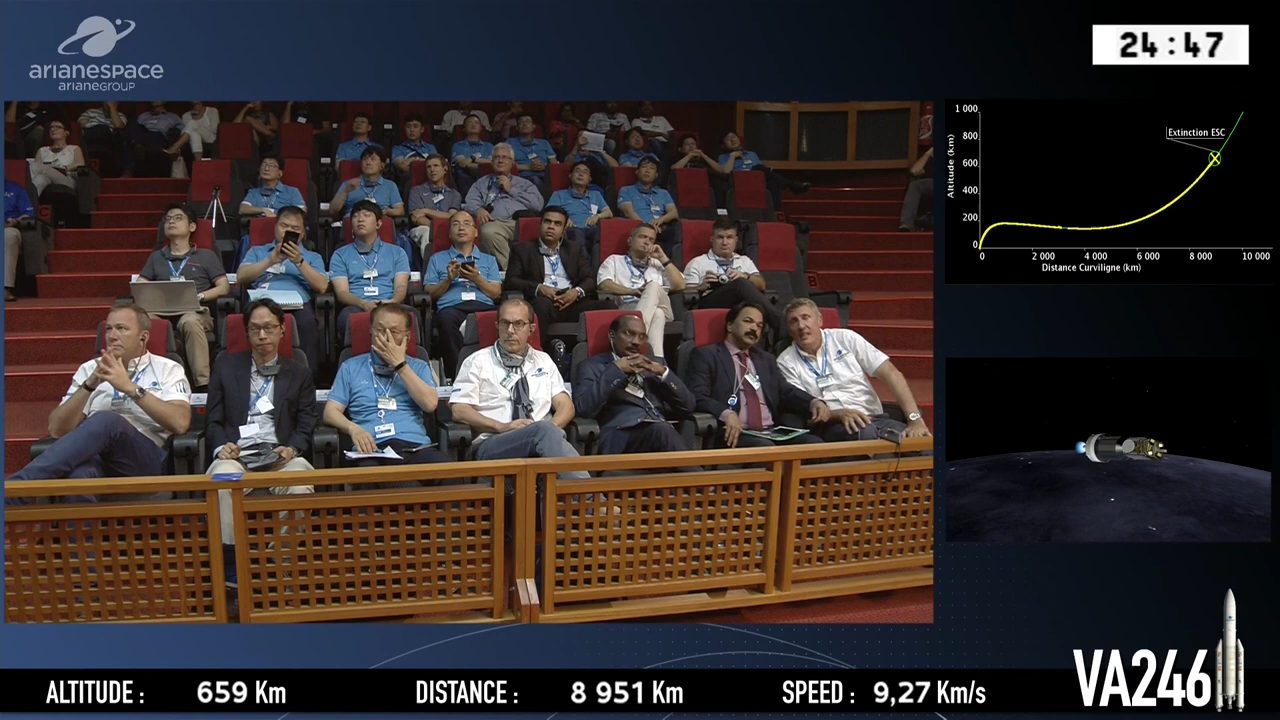 arianespace
arianeGROUP
24:47
1 000
800
600
400
200
0
Altitude (km)
Extinction ESC
0
2 000
4 000
6 000
8 000
10 000
Distance Curviligne (km)
ALTITUDE : 659 Km
DISTANCE : 8 951 Km
SPEED : 9,27 Km/s
VA246